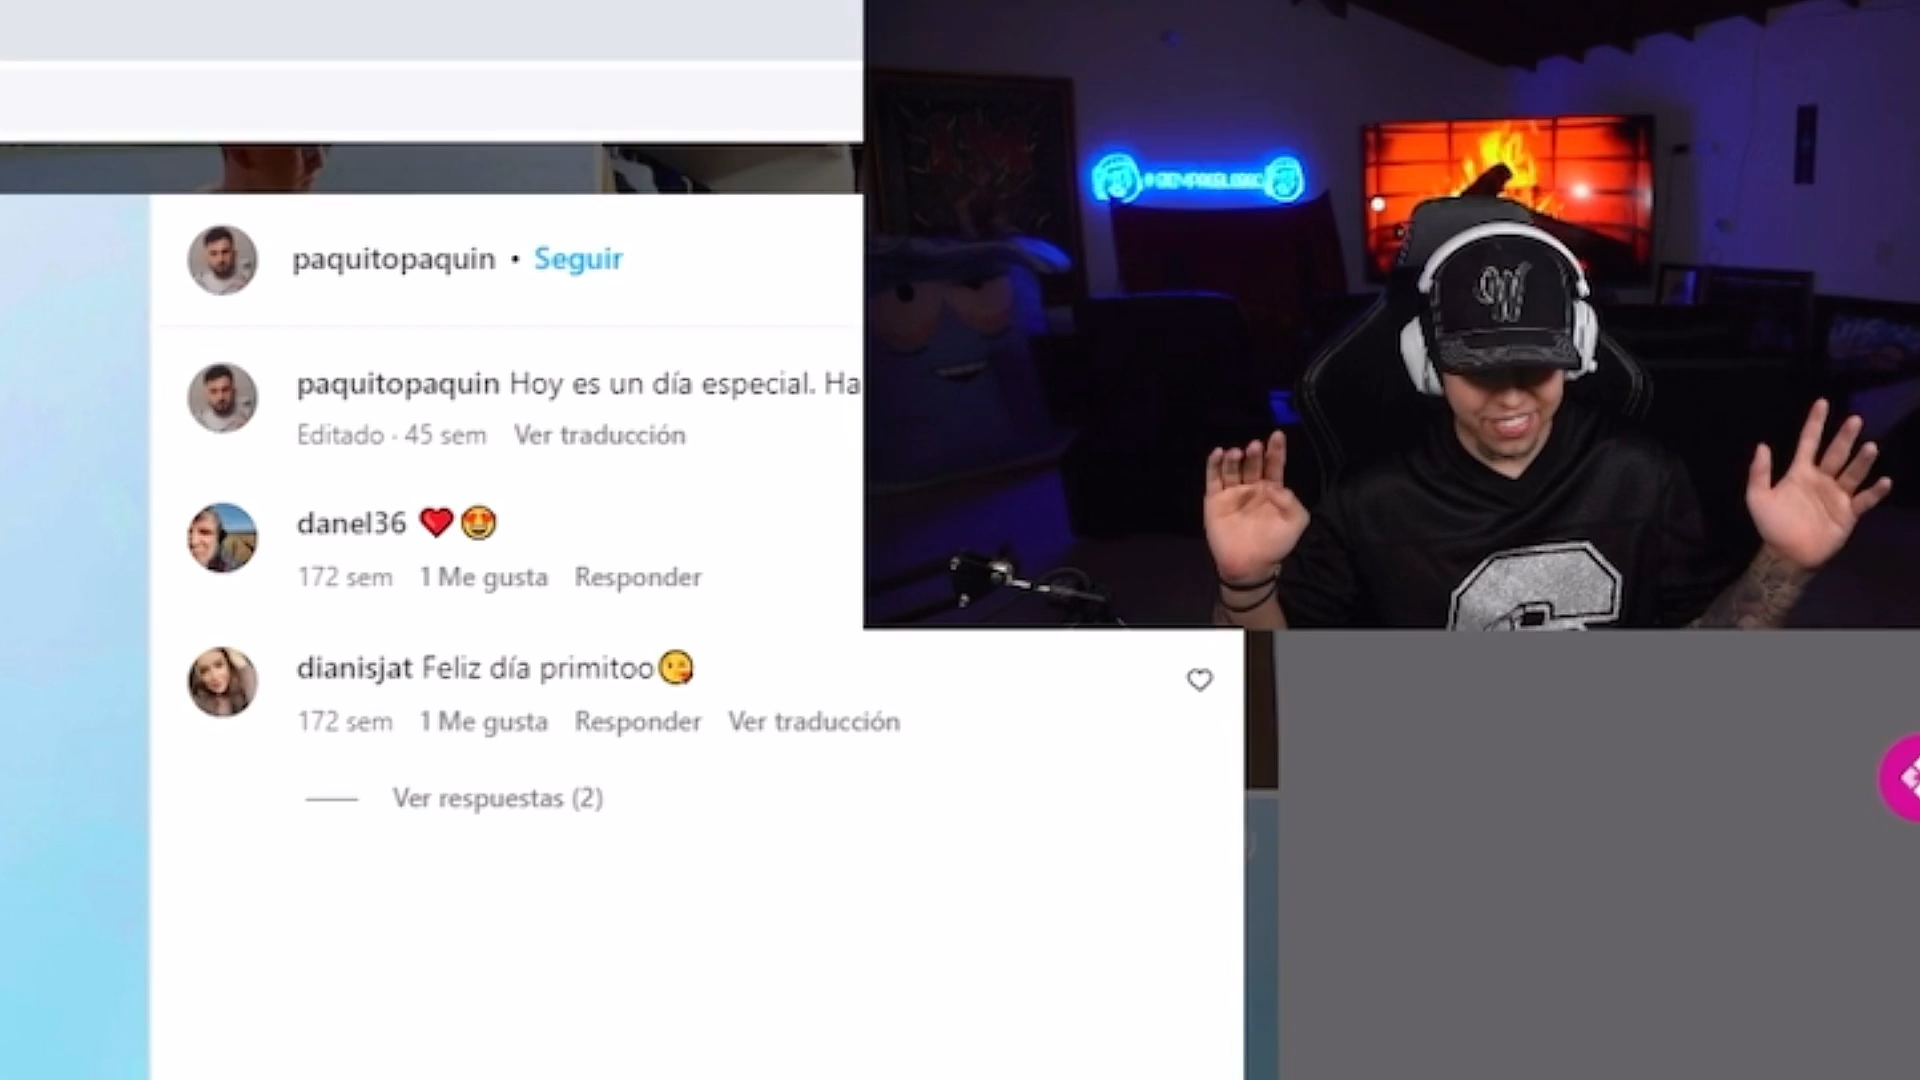 paquitopaquin • Seguir
paquitopaquin Hoy es un día especial. Ha
Editado · 45 sem Ver traducción
danel36 ❤️😍
172 sem 1 Me gusta Responder
dianisjat Feliz día primitoo😘
172 sem 1 Me gusta Responder Ver traducción
Ver respuestas (2)